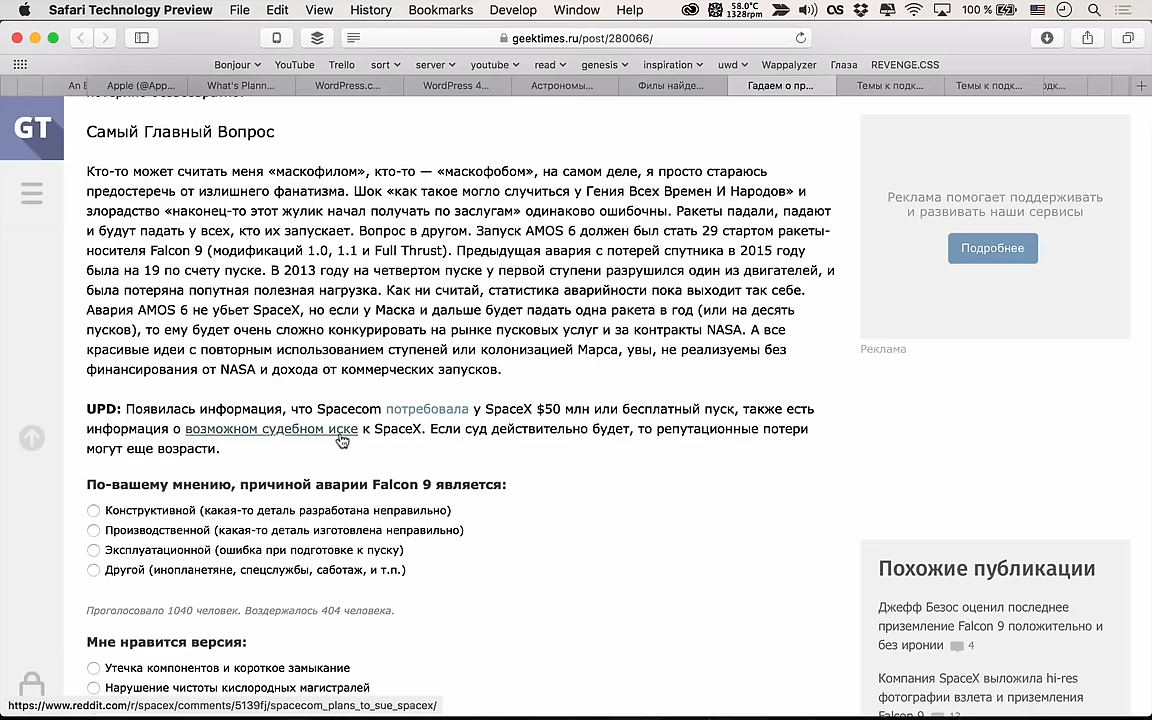 Safari Technology Preview File Edit View History Bookmarks Develop Window Help 58.0°C 1328rpm 100 %
geektimes.ru/post/280066/
Bonjour YouTube Trello sort server youtube read genesis inspiration uwd Wappalyzer Глаза REVENGE.CSS
An E Apple (@App... What's Plann... WordPress.c... WordPress 4... Астрономы... Филы найде... Гадаем о пр... Темы к подк... Темы к подк... одк...
GT
Самый Главный Вопрос
Кто-то может считать меня «маскофилом», кто-то — «маскофобом», на самом деле, я просто стараюсь
предостеречь от излишнего фанатизма. Шок «как такое могло случиться у Гения Всех Времен И Народов» и
злорадство «наконец-то этот жулик начал получать по заслугам» одинаково ошибочны. Ракеты падали, падают
и будут падать у всех, кто их запускает. Вопрос в другом. Запуск AMOS 6 должен был стать 29 стартом ракеты-
носителя Falcon 9 (модификаций 1.0, 1.1 и Full Thrust). Предыдущая авария с потерей спутника в 2015 году
была на 19 по счету пуске. В 2013 году на четвертом пуске у первой ступени разрушился один из двигателей, и
была потеряна попутная полезная нагрузка. Как ни считай, статистика аварийности пока выходит так себе.
Авария AMOS 6 не убьет SpaceX, но если у Маска и дальше будет падать одна ракета в год (или на десять
пусков), то ему будет очень сложно конкурировать на рынке пусковых услуг и за контракты NASA. А все
красивые идеи с повторным использованием ступеней или колонизацией Марса, увы, не реализуемы без
финансирования от NASA и дохода от коммерческих запусков.
UPD: Появилась информация, что Spacecom потребовала у SpaceX $50 млн или бесплатный пуск, также есть
информация о возможном судебном иске к SpaceX. Если суд действительно будет, то репутационные потери
могут еще возрасти.
По-вашему мнению, причиной аварии Falcon 9 является:
Конструктивной (какая-то деталь разработана неправильно)
Производственной (какая-то деталь изготовлена неправильно)
Эксплуатационной (ошибка при подготовке к пуску)
Другой (инопланетяне, спецслужбы, саботаж, и т.п.)
Проголосовало 1040 человек. Воздержалось 404 человека.
Мне нравится версия:
Утечка компонентов и короткое замыкание
Нарушение чистоты кислородных магистралей
https://www.reddit.com/r/spacex/comments/5139fj/spacecom_plans_to_sue_spacex/
Реклама помогает поддерживать
и развивать наши сервисы
Подробнее
Реклама
Похожие публикации
Джефф Безос оценил последнее
приземление Falcon 9 положительно и
без иронии 4
Компания SpaceX выложила hi-res
фотографии взлета и приземления
Falcon 9 12